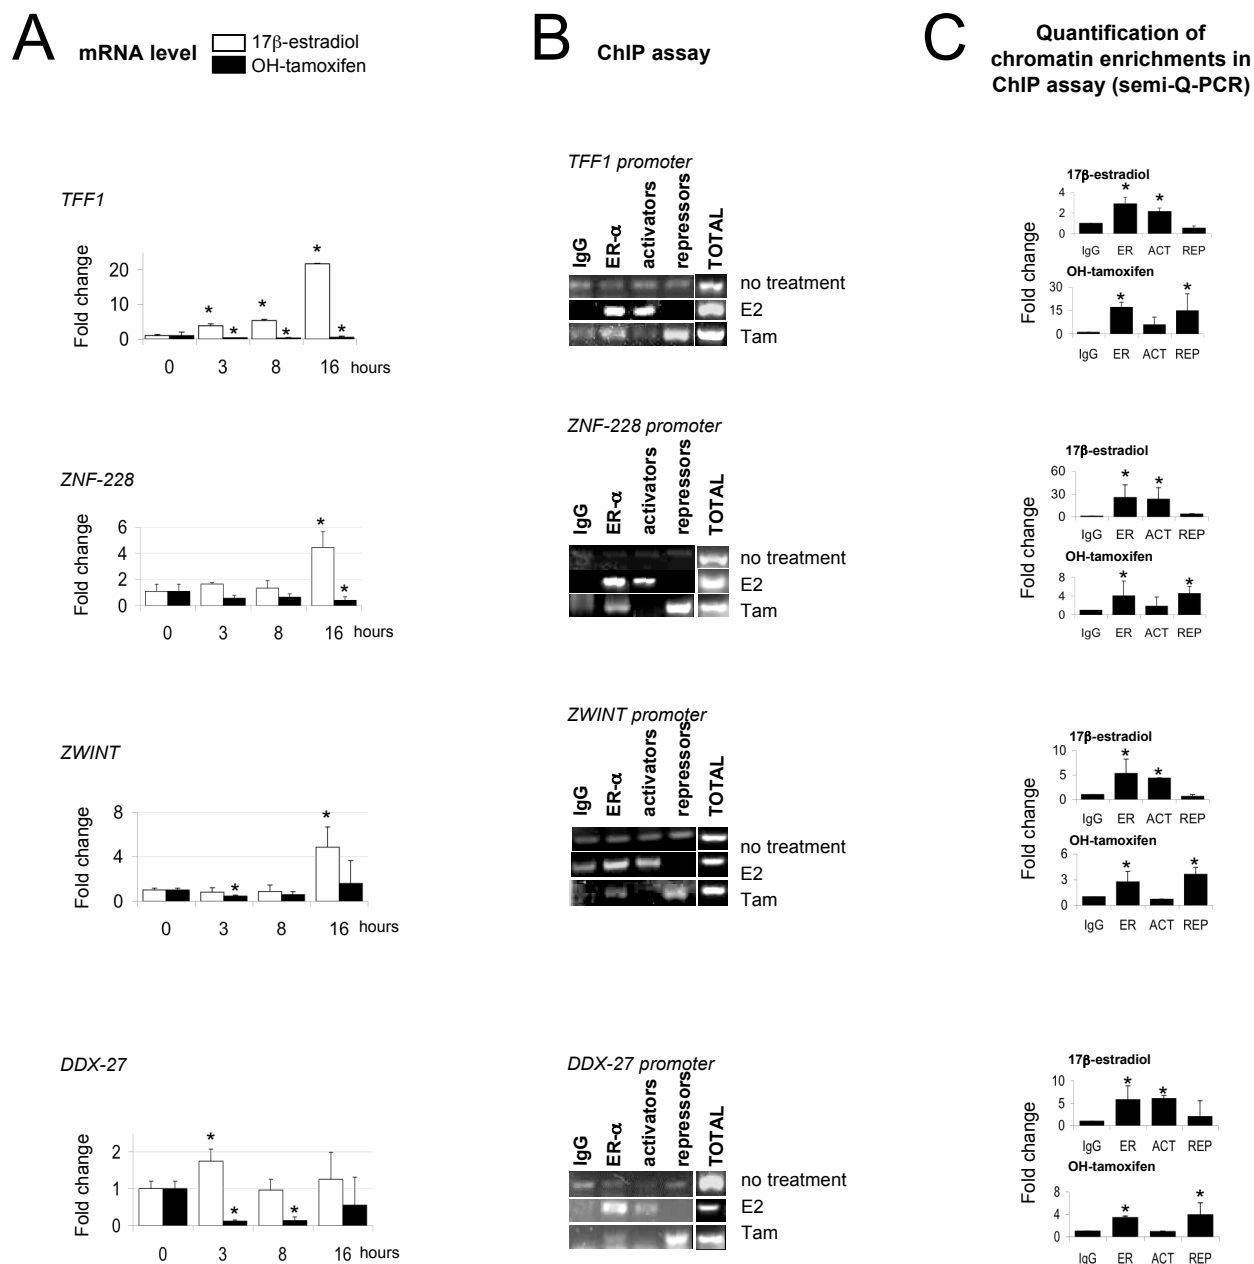 A
mRNA level
17β-estradiol
OH-tamoxifen
TFF1
Fold change
20
10
0
*
*
*
*
*
*
0 3 8 16 hours
ZNF-228
Fold change
6
4
2
0
*
*
0 3 8 16 hours
ZWINT
Fold change
8
4
0
*
*
0 3 8 16 hours
DDX-27
Fold change
2
1
0
*
*
*
0 3 8 16 hours
B
ChIP assay
TFF1 promoter
IgG
ER-α
activators
repressors
TOTAL
no treatment
E2
Tam
ZNF-228 promoter
IgG
ER-α
activators
repressors
TOTAL
no treatment
E2
Tam
ZWINT promoter
IgG
ER-α
activators
repressors
TOTAL
no treatment
E2
Tam
DDX-27 promoter
IgG
ER-α
activators
repressors
TOTAL
no treatment
E2
Tam
C
Quantification of
chromatin enrichments in
ChIP assay (semi-Q-PCR)
Fold change
17β-estradiol
4
2
0
* *
IgG ER ACT REP
OH-tamoxifen
30
15
0
* *
IgG ER ACT REP
Fold change
17β-estradiol
60
30
0
* *
IgG ER ACT REP
OH-tamoxifen
8
4
0
* *
IgG ER ACT REP
Fold change
17β-estradiol
10
5
0
* *
IgG ER ACT REP
OH-tamoxifen
6
3
0
* *
IgG ER ACT REP
Fold change
17β-estradiol
10
5
0
* *
IgG ER ACT REP
OH-tamoxifen
8
4
0
* *
IgG ER ACT REP